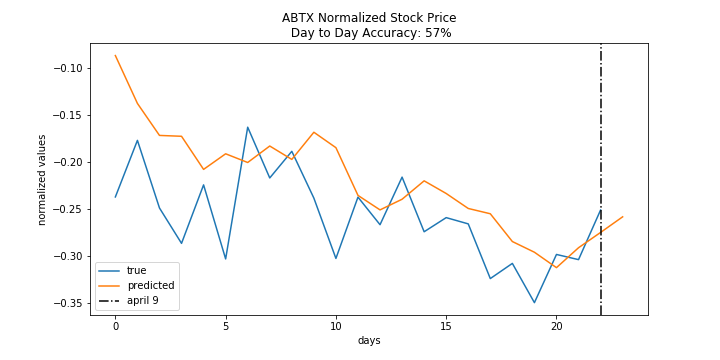 ABTX Normalized Stock Price
Day to Day Accuracy: 57%
normalized values
−0.10
−0.15
−0.20
−0.25
−0.30
−0.35
true
predicted
april 9
0
5
10
15
20
days